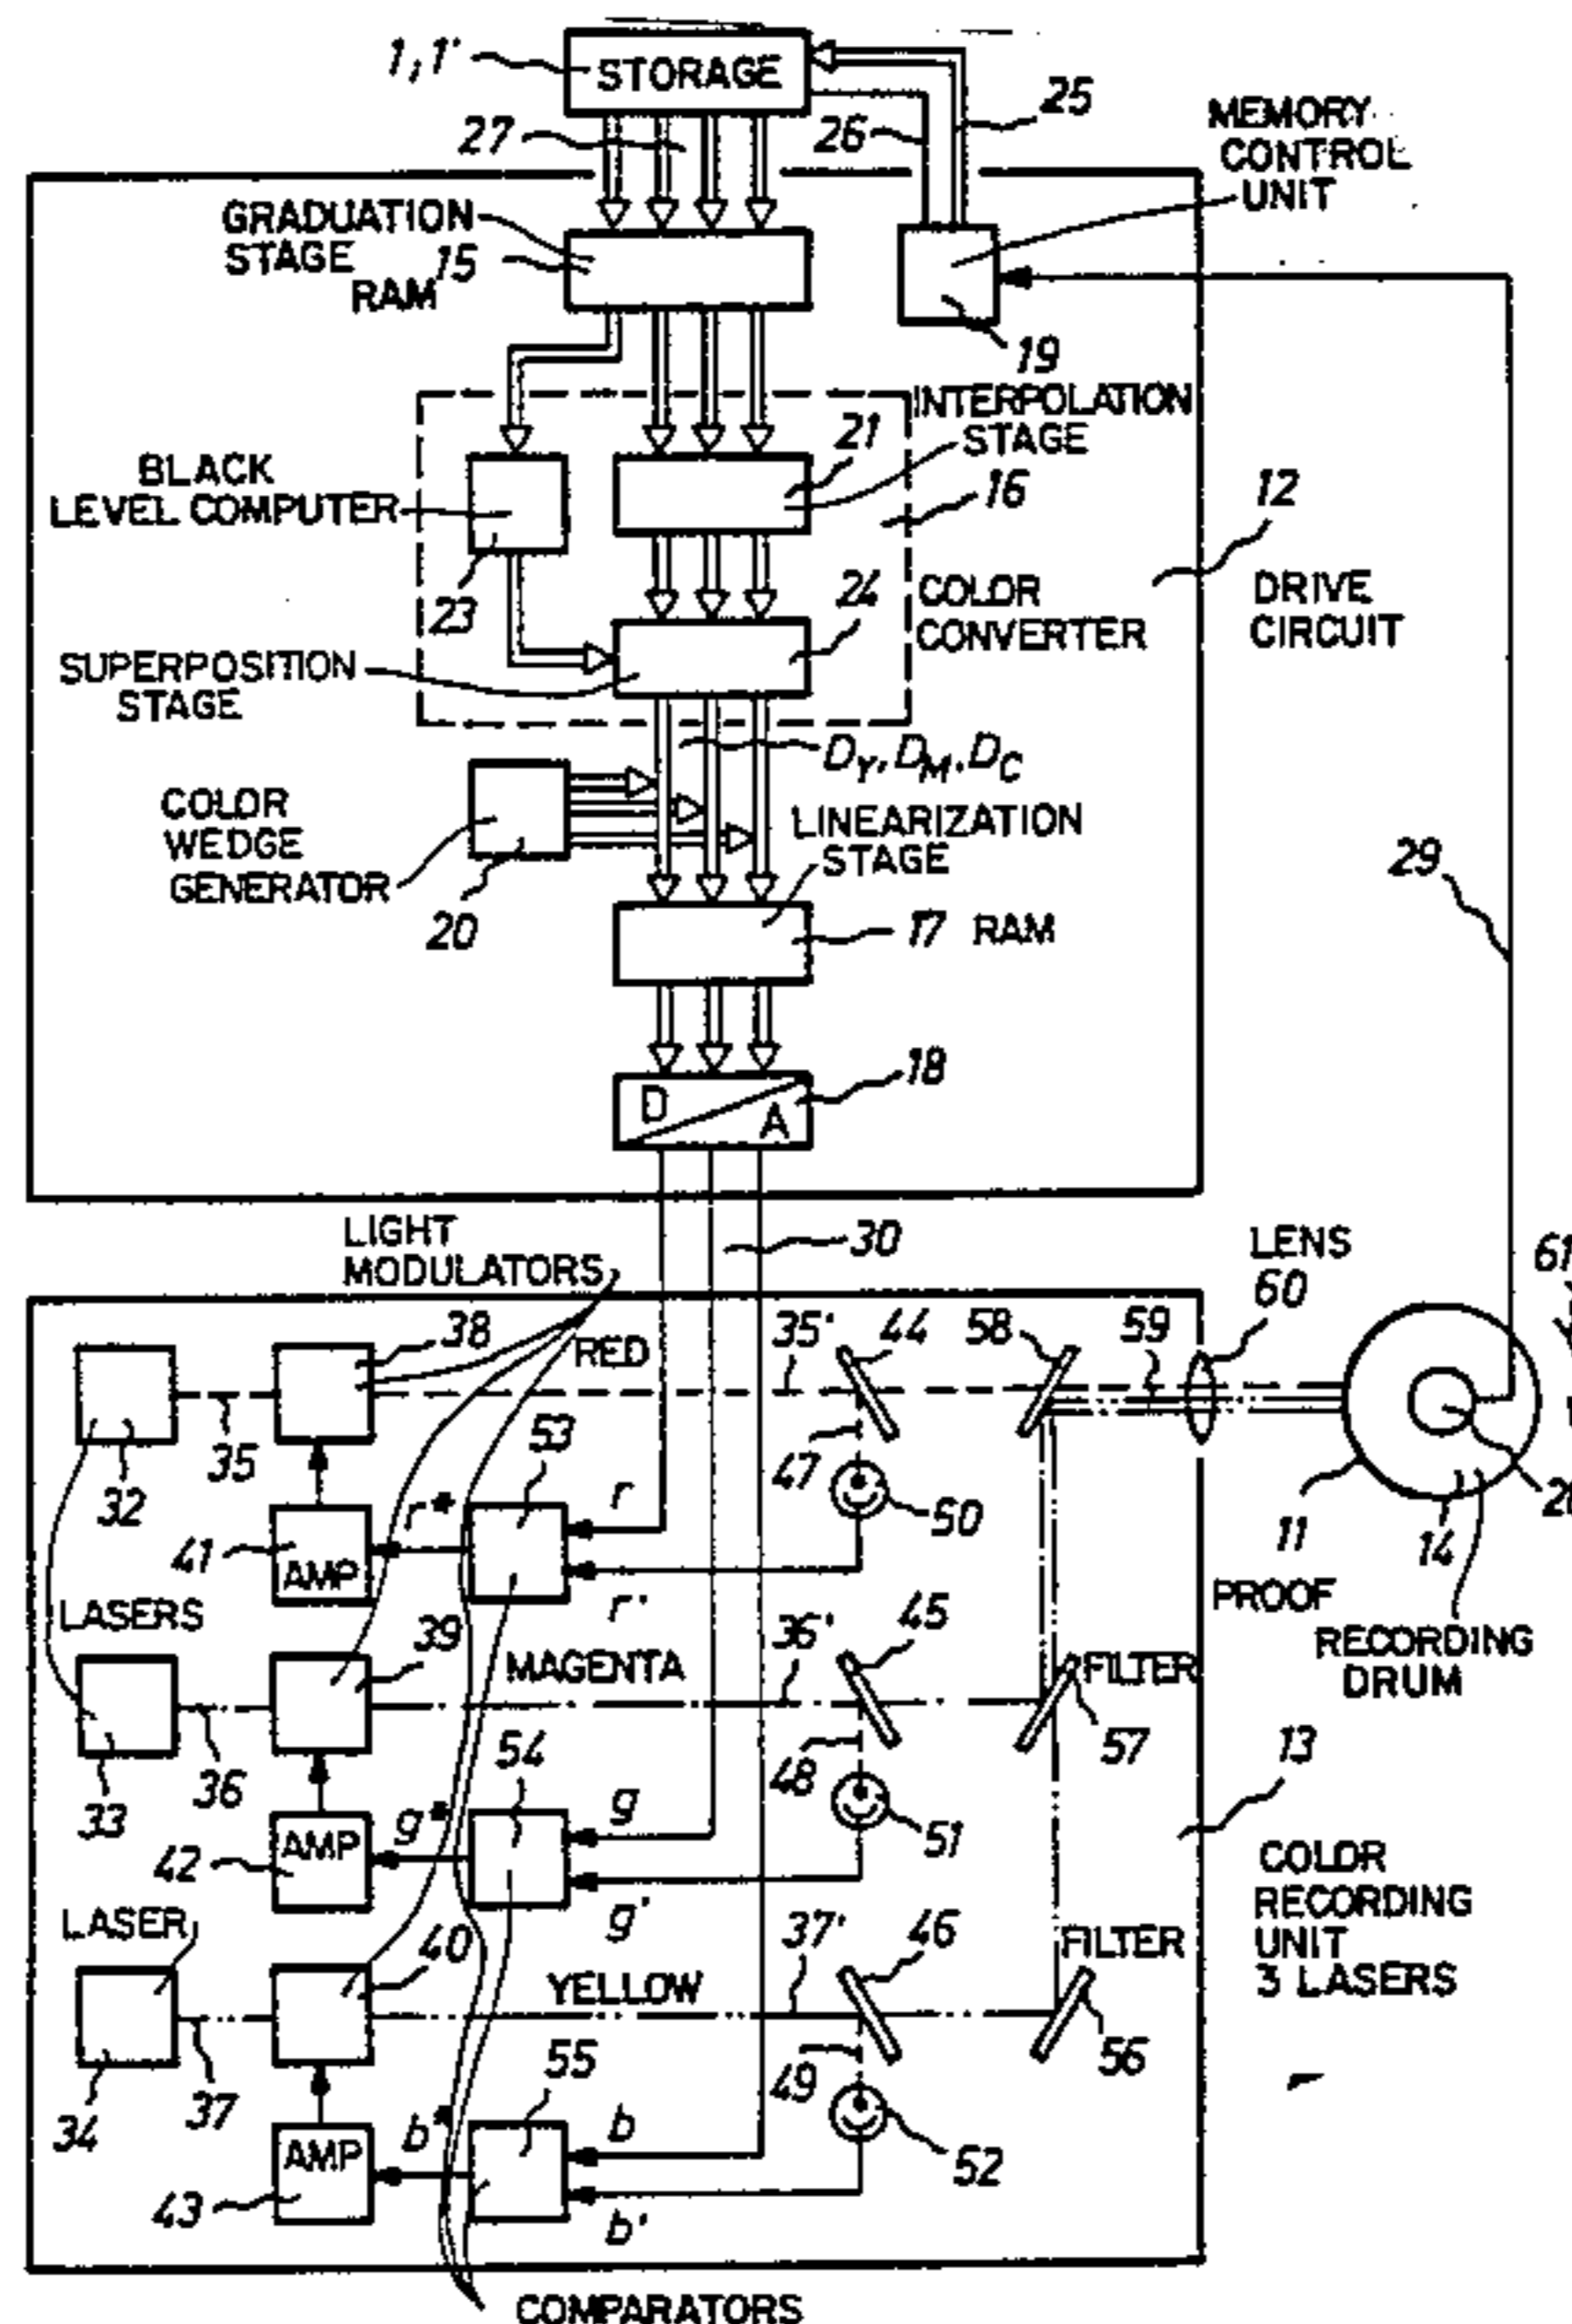 1, 1'
STORAGE
27
26
25
MEMORY
CONTROL
UNIT
GRADUATION
STAGE
15
RAM
19
INTERPOLATION
STAGE
21
BLACK
LEVEL COMPUTER
16
12
23
24
COLOR
CONVERTER
DRIVE
CIRCUIT
SUPERPOSITION
STAGE
DY, DM, DC
COLOR
WEDGE
GENERATOR
20
LINEARIZATION
STAGE
17 RAM
29
18
D
A
LIGHT
MODULATORS
30
LENS
60
61
38
RED
35'
44
58
59
32
35
53
47
r*
r
50
41
AMP
r'
11
14
PROOF
RECORDING
DRUM
LASERS
39
MAGENTA
36'
45
FILTER
57
33
36
54
48
13
g*
g
51
42
AMP
g'
COLOR
RECORDING
UNIT
3 LASERS
LASER
40
YELLOW
37'
46
FILTER
56
34
37
55
49
b*
b
52
43
AMP
b'
COMPARATORS